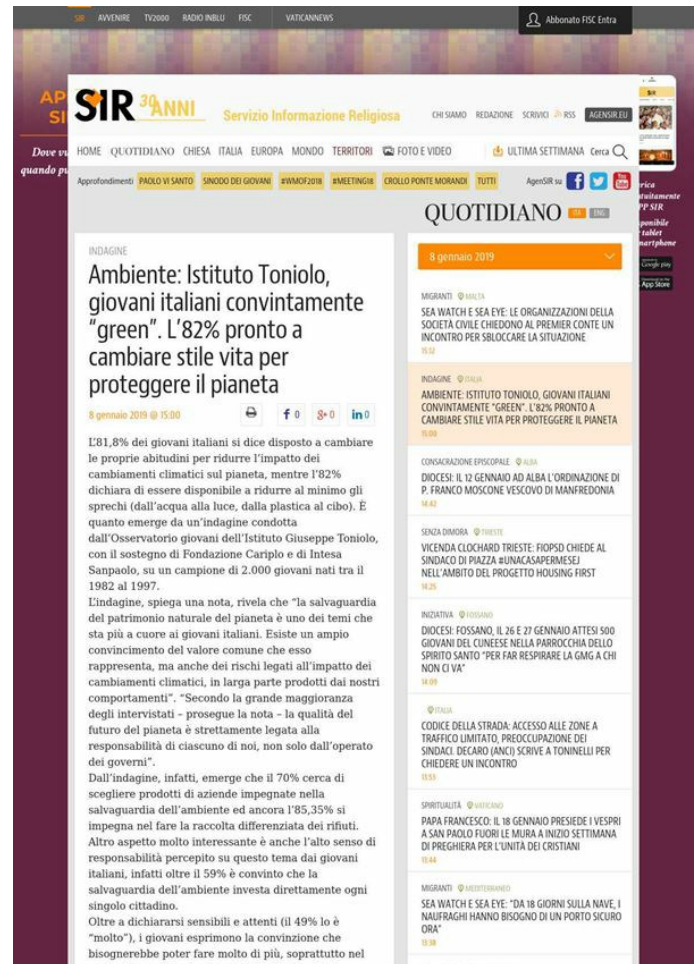 SIR AVVENIRE TV2000 RADIO INBLU FISC VATICANNEWS
Abbonato FISC Entra
SIR 30 ANNI
Servizio Informazione Religiosa
CHI SIAMO REDAZIONE SCRIVICI RSS AGENSIR.EU
HOME QUOTIDIANO CHIESA ITALIA EUROPA MONDO TERRITORI FOTO E VIDEO
ULTIMA SETTIMANA Cerca
Approfondimenti PAOLO VI SANTO SINODO DEI GIOVANI #WMOF2018 #MEETING18 CROLLO PONTE MORANDI TUTTI
AgenSIR su
QUOTIDIANO ITA ENG
INDAGINE
Ambiente: Istituto Toniolo,
giovani italiani convintamente
“green”. L’82% pronto a
cambiare stile vita per
proteggere il pianeta
8 gennaio 2019 @ 15:00
0
0
in 0
L’81,8% dei giovani italiani si dice disposto a cambiare
le proprie abitudini per ridurre l’impatto dei
cambiamenti climatici sul pianeta, mentre l’82%
dichiara di essere disponibile a ridurre al minimo gli
sprechi (dall’acqua alla luce, dalla plastica al cibo). È
quanto emerge da un’indagine condotta
dall’Osservatorio giovani dell’Istituto Giuseppe Toniolo,
con il sostegno di Fondazione Cariplo e di Intesa
Sanpaolo, su un campione di 2.000 giovani nati tra il
1982 al 1997.
L’indagine, spiega una nota, rivela che “la salvaguardia
del patrimonio naturale del pianeta è uno dei temi che
sta più a cuore ai giovani italiani. Esiste un ampio
convincimento del valore comune che esso
rappresenta, ma anche dei rischi legati all’impatto dei
cambiamenti climatici, in larga parte prodotti dai nostri
comportamenti”. “Secondo la grande maggioranza
degli intervistati – prosegue la nota – la qualità del
futuro del pianeta è strettamente legata alla
responsabilità di ciascuno di noi, non solo dall’operato
dei governi”.
Dall’indagine, infatti, emerge che il 70% cerca di
scegliere prodotti di aziende impegnate nella
salvaguardia dell’ambiente ed ancora l’85,35% si
impegna nel fare la raccolta differenziata dei rifiuti.
Altro aspetto molto interessante è anche l’alto senso di
responsabilità percepito su questo tema dai giovani
italiani, infatti oltre il 59% è convinto che la
salvaguardia dell’ambiente investa direttamente ogni
singolo cittadino.
Oltre a dichiararsi sensibili e attenti (il 49% lo è
“molto”), i giovani esprimono la convinzione che
bisognerebbe poter fare molto di più, soprattutto nel
8 gennaio 2019
MIGRANTI MALTA
SEA WATCH E SEA EYE: LE ORGANIZZAZIONI DELLA
SOCIETÀ CIVILE CHIEDONO AL PREMIER CONTE UN
INCONTRO PER SBLOCCARE LA SITUAZIONE
15:12
INDAGINE ITALIA
AMBIENTE: ISTITUTO TONIOLO, GIOVANI ITALIANI
CONVINTAMENTE “GREEN”. L’82% PRONTO A
CAMBIARE STILE VITA PER PROTEGGERE IL PIANETA
15:00
CONSACRAZIONE EPISCOPALE ALBA
DIOCESI: IL 12 GENNAIO AD ALBA L’ORDINAZIONE DI
P. FRANCO MOSCONE VESCOVO DI MANFREDONIA
14:42
SENZA DIMORA TRIESTE
VICENDA CLOCHARD TRIESTE: FIOPSD CHIEDE AL
SINDACO DI PIAZZA #UNACASAPERMESEJ
NELL’AMBITO DEL PROGETTO HOUSING FIRST
14:25
INIZIATIVA FOSSANO
DIOCESI: FOSSANO, IL 26 E 27 GENNAIO ATTESI 500
GIOVANI DEL CUNEESE NELLA PARROCCHIA DELLO
SPIRITO SANTO “PER FAR RESPIRARE LA GMG A CHI
NON CI VA”
14:09
ITALIA
CODICE DELLA STRADA: ACCESSO ALLE ZONE A
TRAFFICO LIMITATO, PREOCCUPAZIONE DEI
SINDACI. DECARO (ANCI) SCRIVE A TONINELLI PER
CHIEDERE UN INCONTRO
13:53
SPIRITUALITÀ VATICANO
PAPA FRANCESCO: IL 18 GENNAIO PRESIEDE I VESPRI
A SAN PAOLO FUORI LE MURA A INIZIO SETTIMANA
DI PREGHIERA PER L’UNITÀ DEI CRISTIANI
13:44
MIGRANTI MEDITERRANEO
SEA WATCH E SEA EYE: “DA 18 GIORNI SULLA NAVE, I
NAUFRAGHI HANNO BISOGNO DI UN PORTO SICURO
ORA”
13:38